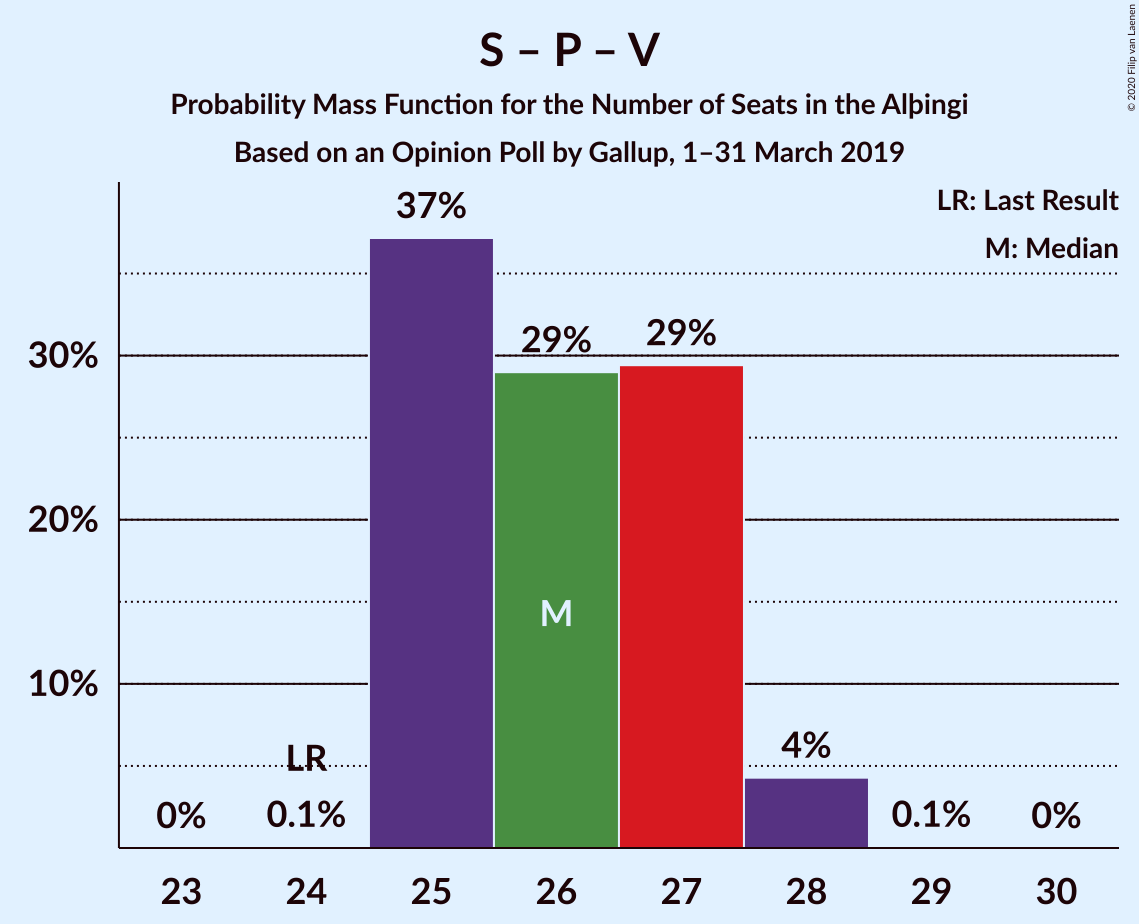 S – P – V
Probability Mass Function for the Number of Seats in the Alþingi
Based on an Opinion Poll by Gallup, 1–31 March 2019
© 2020 Filip van Laenen
LR: Last Result
M: Median
37%
29%
29%
30%
20%
M
10%
LR
4%
0%
0.1%
0.1%
0%
23 24 25 26 27 28 29 30